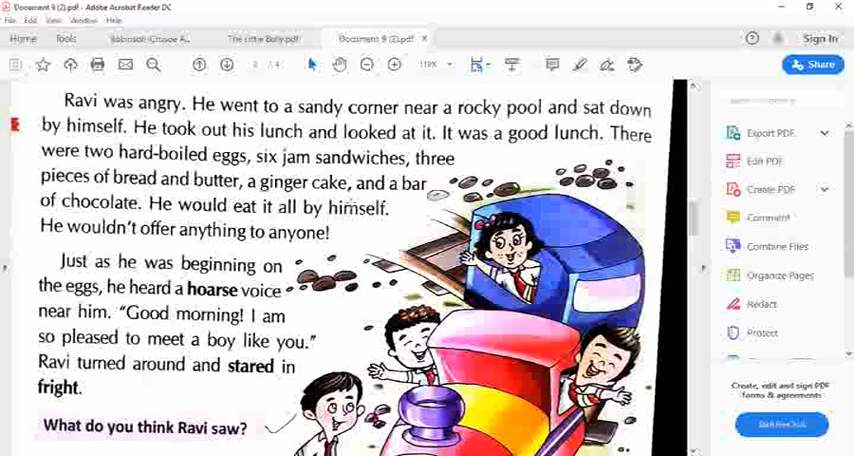 Document 9 (2).pdf - Adobe Acrobat Reader DC
File Edit View Window Help
Home Tools Robinson Crusoe A... The Little Bully.pdf Document 9 (2).pdf × Sign In
/ 4 119% Share
Ravi was angry. He went to a sandy corner near a rocky pool and sat down
by himself. He took out his lunch and looked at it. It was a good lunch. There
were two hard-boiled eggs, six jam sandwiches, three
pieces of bread and butter, a ginger cake, and a bar
of chocolate. He would eat it all by himself.
He wouldn't offer anything to anyone!
Just as he was beginning on
the eggs, he heard a hoarse voice
near him. "Good morning! I am
so pleased to meet a boy like you."
Ravi turned around and stared in
fright.
What do you think Ravi saw?
Export PDF
Edit PDF
Create PDF
Comment
Combine Files
Organize Pages
Redact
Protect
Create, edit and sign PDF
forms & agreements
Start Free Trial